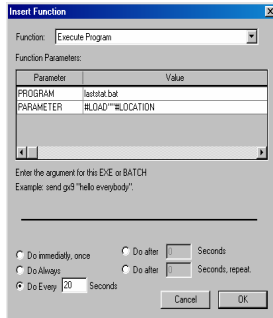 Insert Function
Function: Execute Program
Function Parameters:
Parameter Value
PROGRAM laststat.bat
PARAMETER #LOAD""#LOCATION
Enter the argument for this EXE or BATCH
Example: send gx9 "hello everybody".
Do immediatly, once
Do after 0 Seconds
Do Always
Do after 0 Seconds, repeat.
Do Every 20 Seconds
Cancel OK